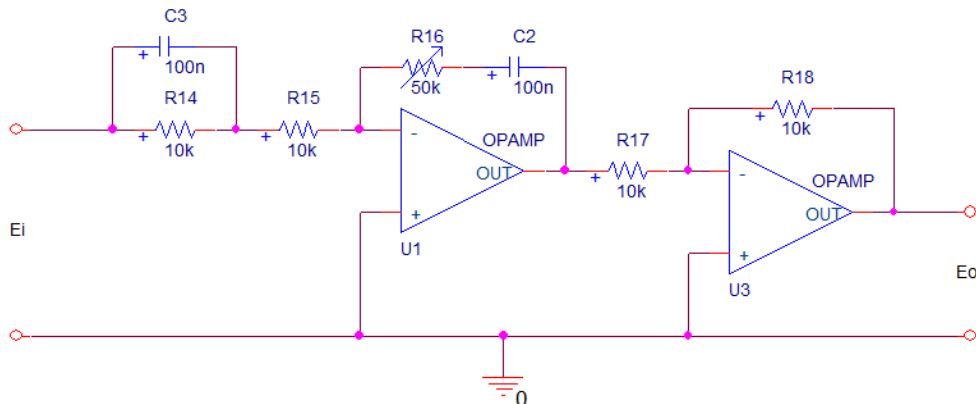 C3
+
100n
R14
+
10k
R15
+
10k
R16
50k
C2
+
100n
OPAMP
-
OUT
+
U1
R17
+
10k
R18
+
10k
OPAMP
-
OUT
+
U3
Ei
Eo
0